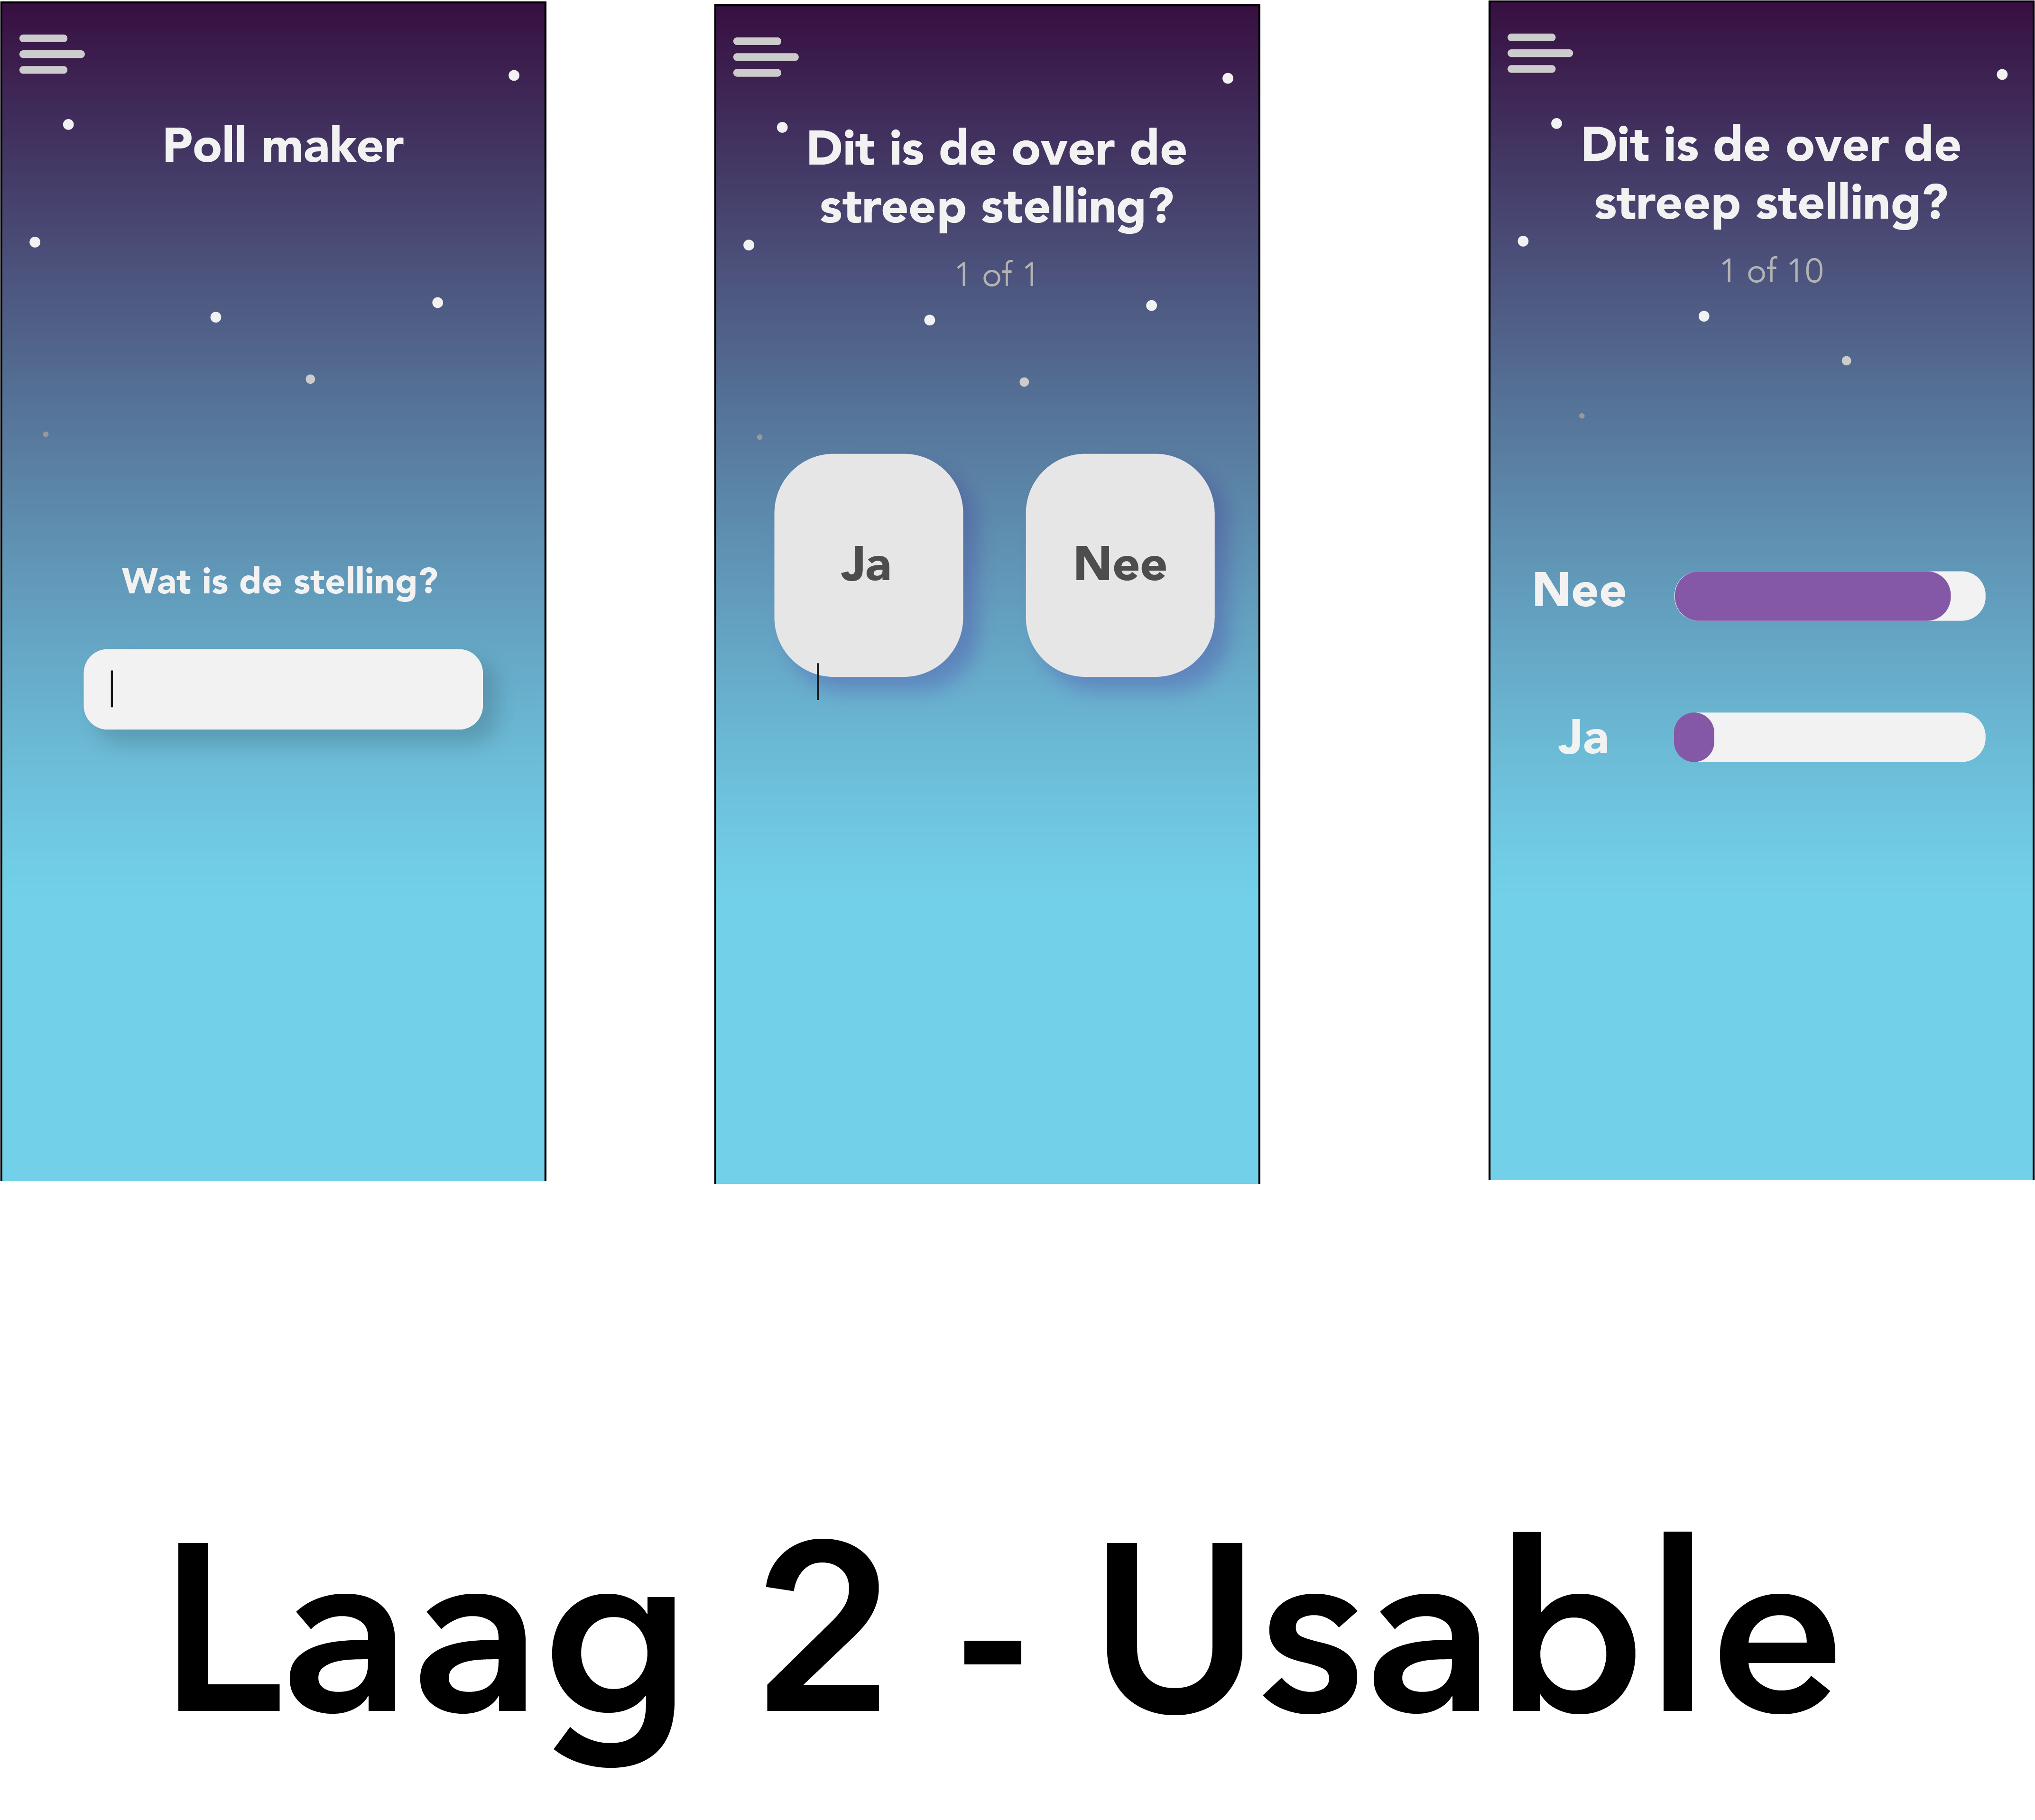 Poll maker
Wat is de stelling?
Dit is de over de
streep stelling?
1 of 1
Ja
Nee
Dit is de over de
streep stelling?
1 of 10
Nee
Ja
Laag 2 - Usable